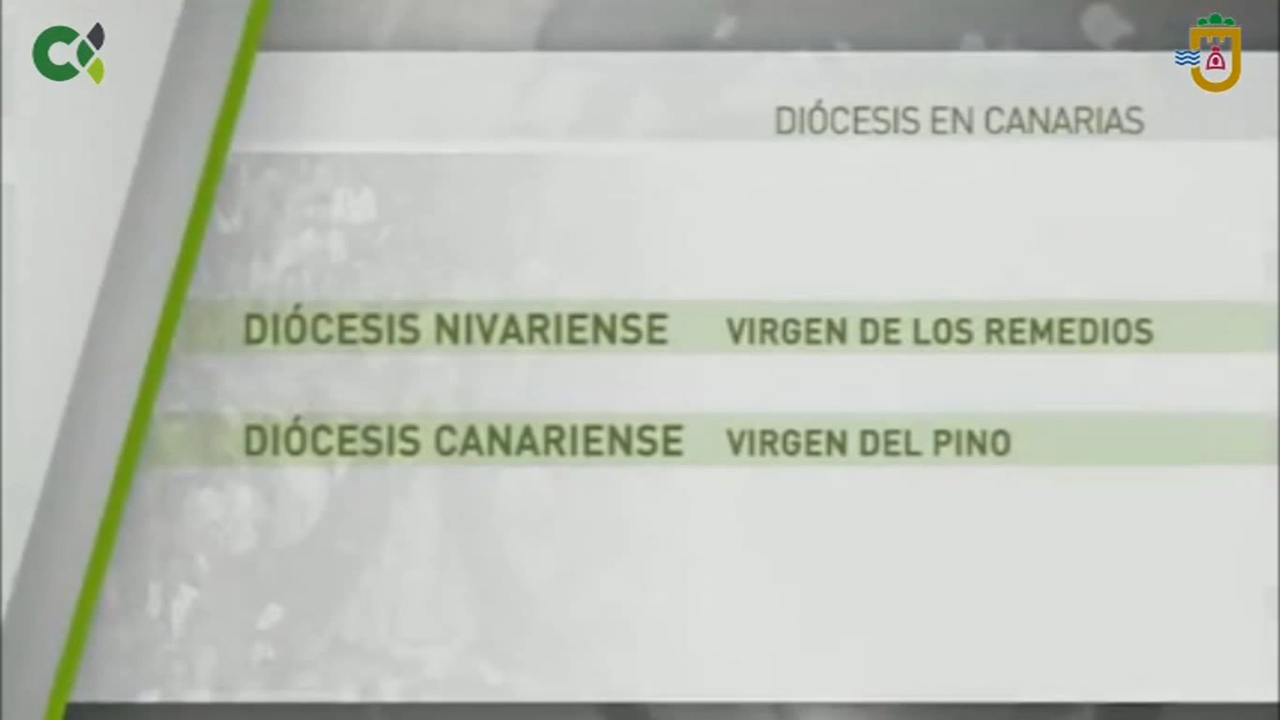 DIÓCESIS EN CANARIAS
DIÓCESIS NIVARIENSE VIRGEN DE LOS REMEDIOS
DIÓCESIS CANARIENSE VIRGEN DEL PINO